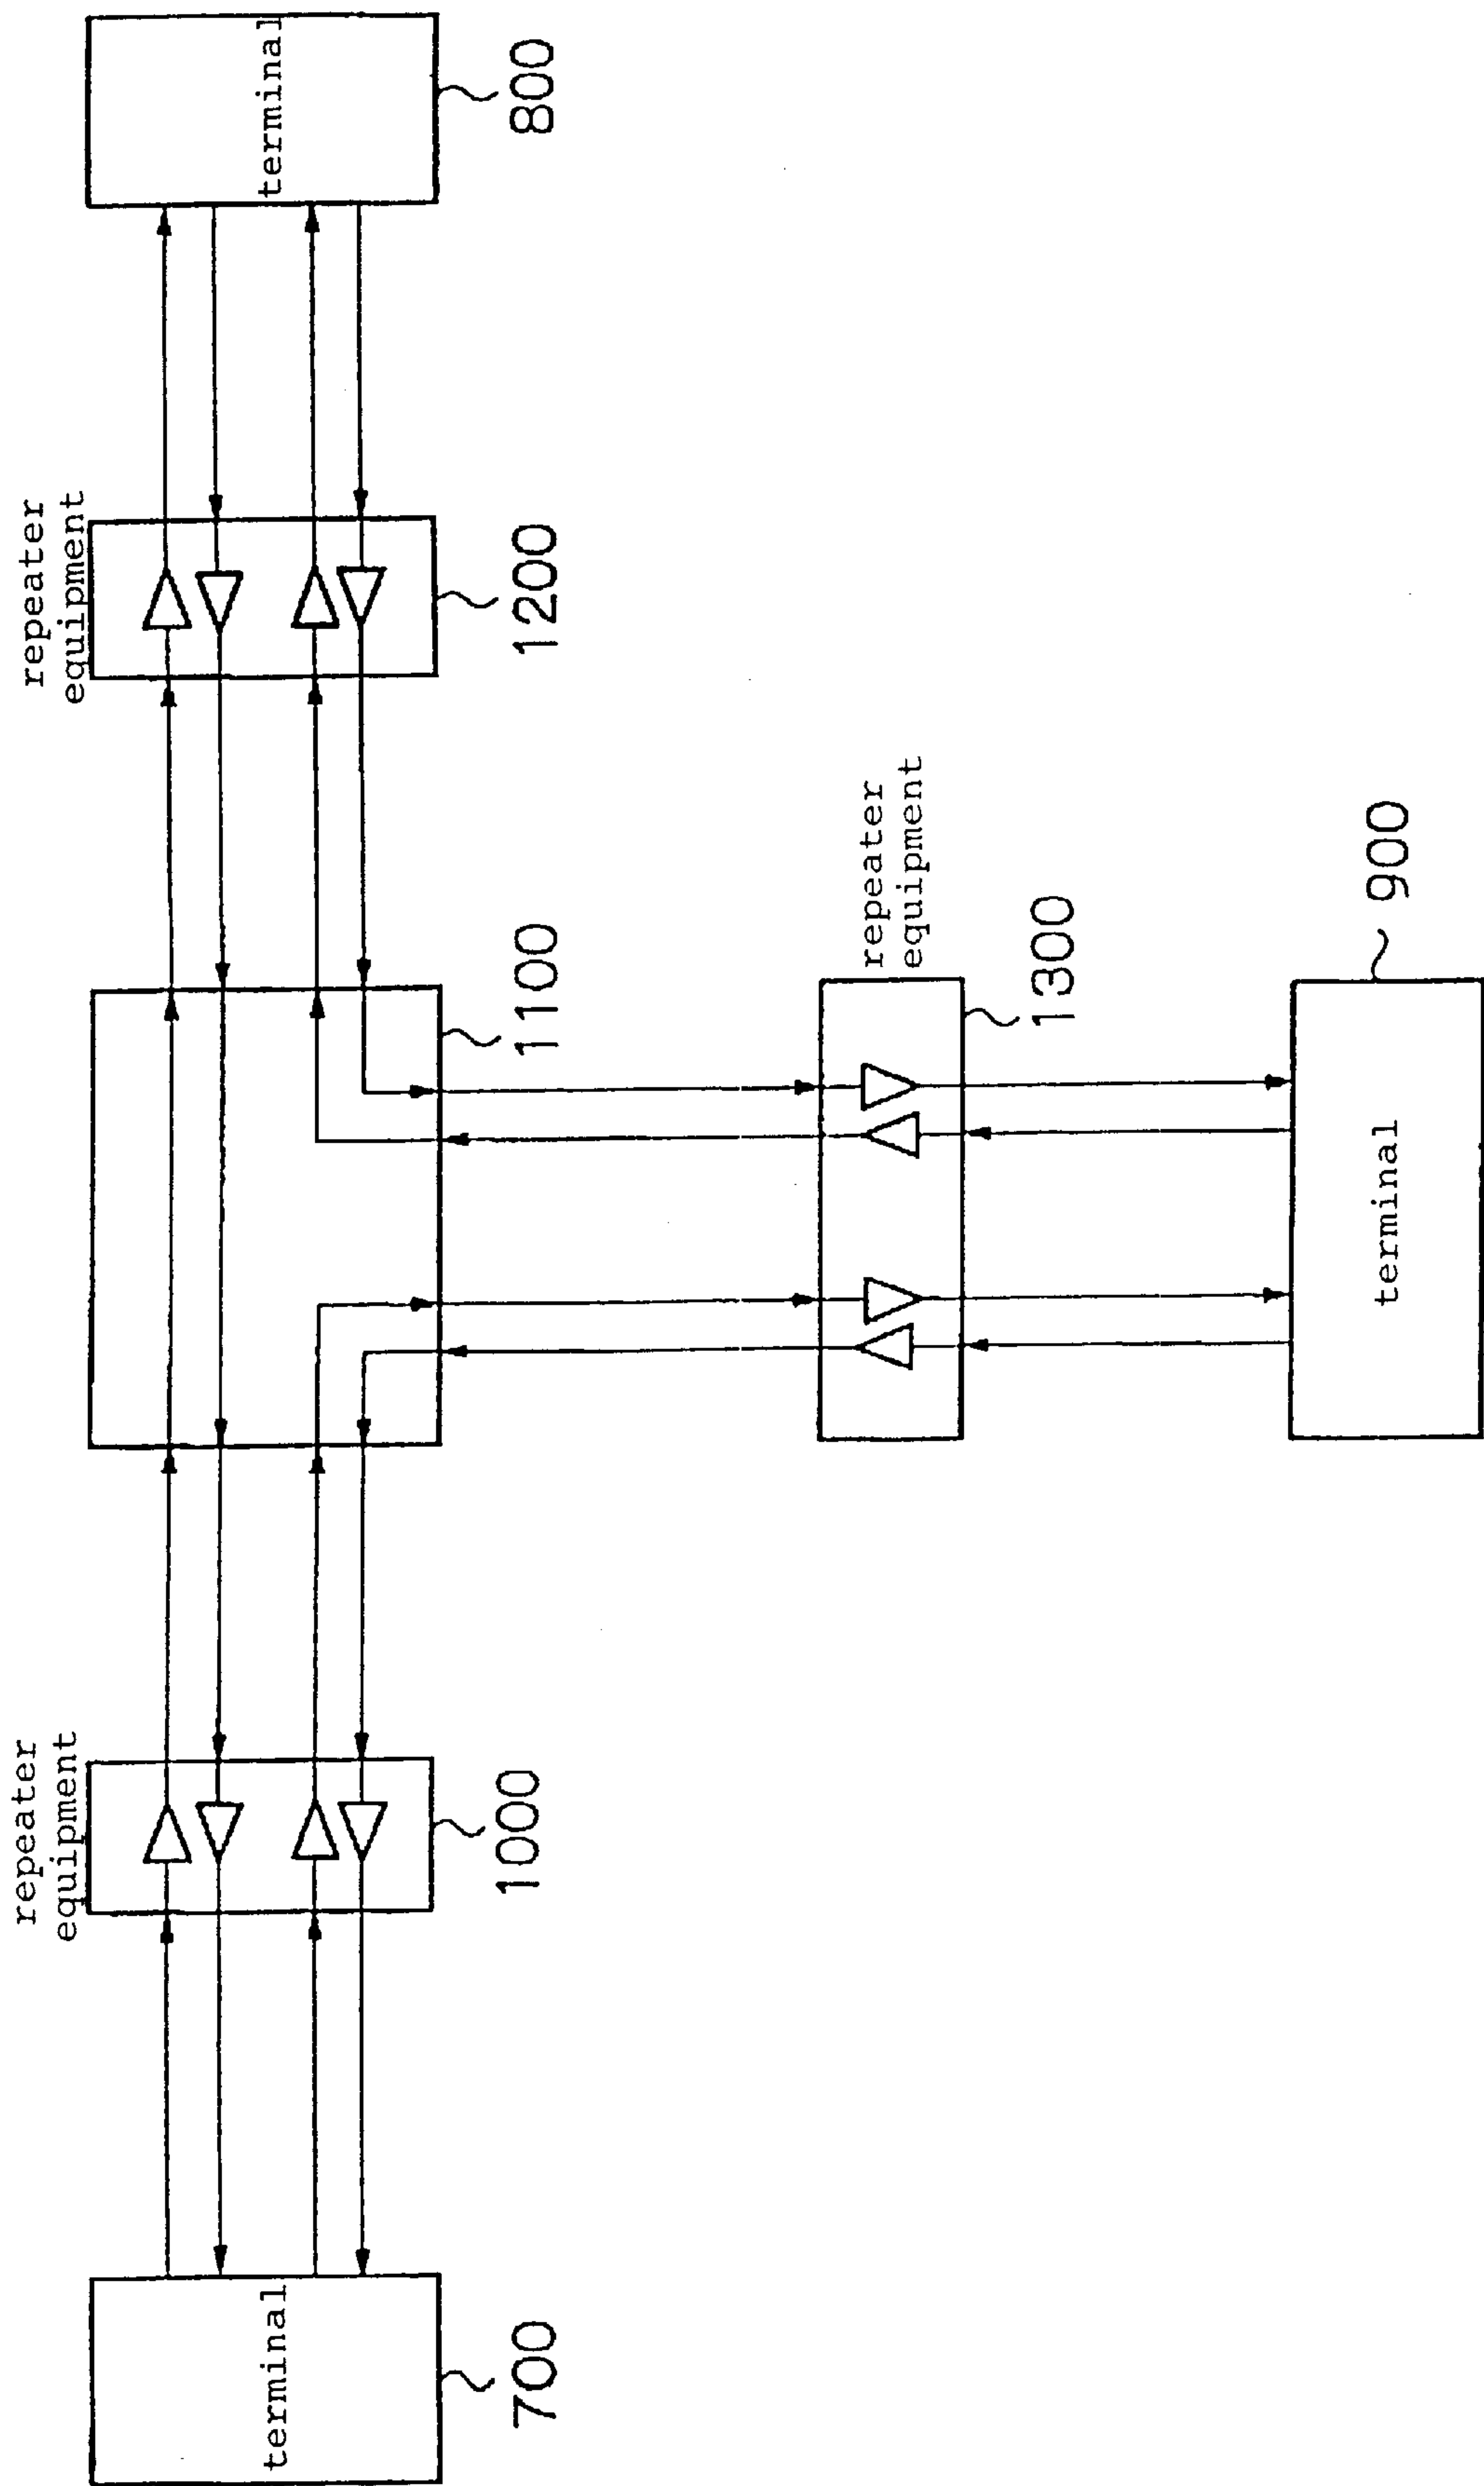 repeater
equipment
repeater
equipment
terminal
terminal
700
1000
1100
1200
800
repeater
equipment
1300
terminal
900